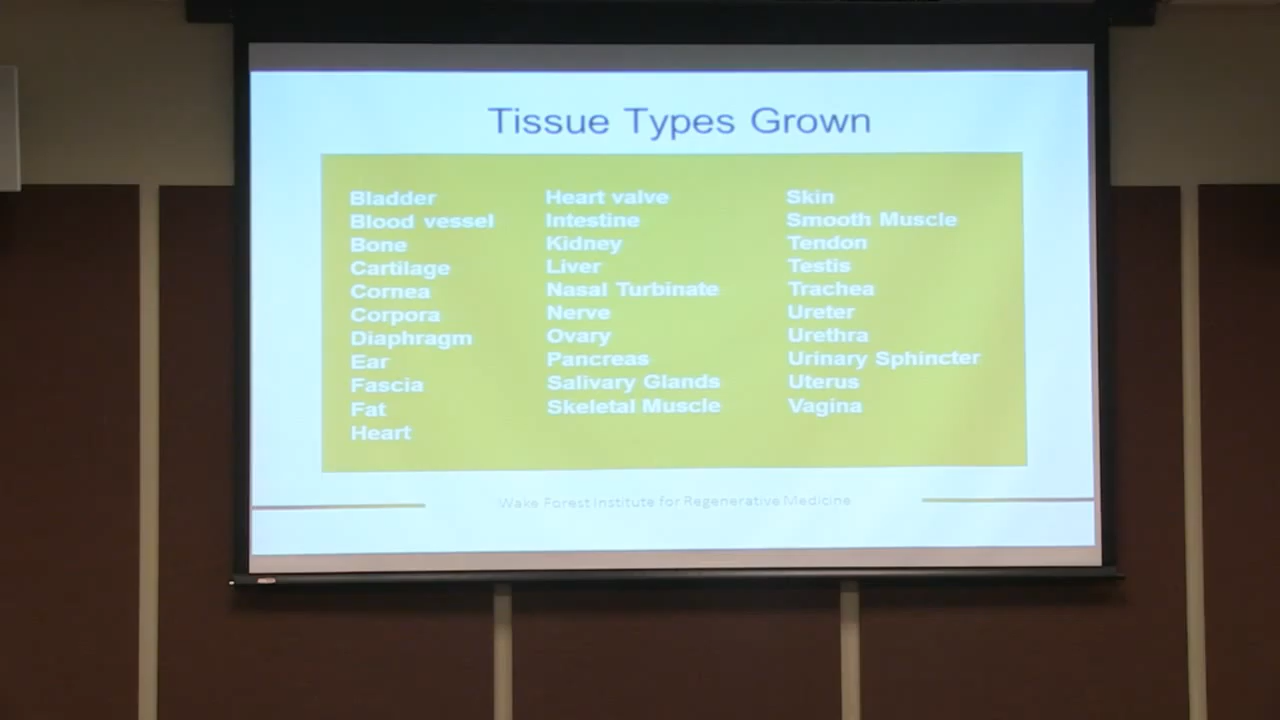 Tissue Types Grown
Bladder
Blood vessel
Bone
Cartilage
Cornea
Corpora
Diaphragm
Ear
Fascia
Fat
Heart
Heart valve
Intestine
Kidney
Liver
Nasal Turbinate
Nerve
Ovary
Pancreas
Salivary Glands
Skeletal Muscle
Skin
Smooth Muscle
Tendon
Testis
Trachea
Ureter
Urethra
Urinary Sphincter
Uterus
Vagina
Wake Forest Institute for Regenerative Medicine